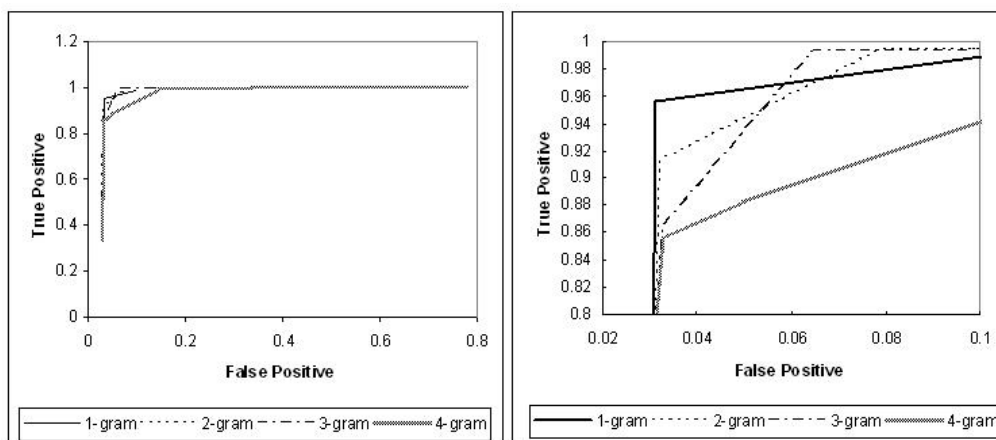 1.2
1
0.8
0.6
0.4
0.2
0
True Positive
0 0.2 0.4 0.6 0.8
False Positive
1-gram 2-gram 3-gram 4-gram
1
0.98
0.96
0.94
0.92
0.9
0.88
0.86
0.84
0.82
0.8
True Positive
0.02 0.04 0.06 0.08 0.1
False Positive
1-gram 2-gram 3-gram 4-gram